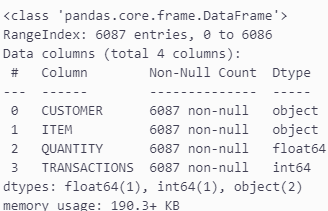 <class 'pandas.core.frame.DataFrame'>
RangeIndex: 6087 entries, 0 to 6086
Data columns (total 4 columns):
 #   Column        Non-Null Count  Dtype
---  ------        --------------  -----
 0   CUSTOMER      6087 non-null   object
 1   ITEM          6087 non-null   object
 2   QUANTITY      6087 non-null   float64
 3   TRANSACTIONS  6087 non-null   int64
dtypes: float64(1), int64(1), object(2)
memory usage: 190.3+ KB